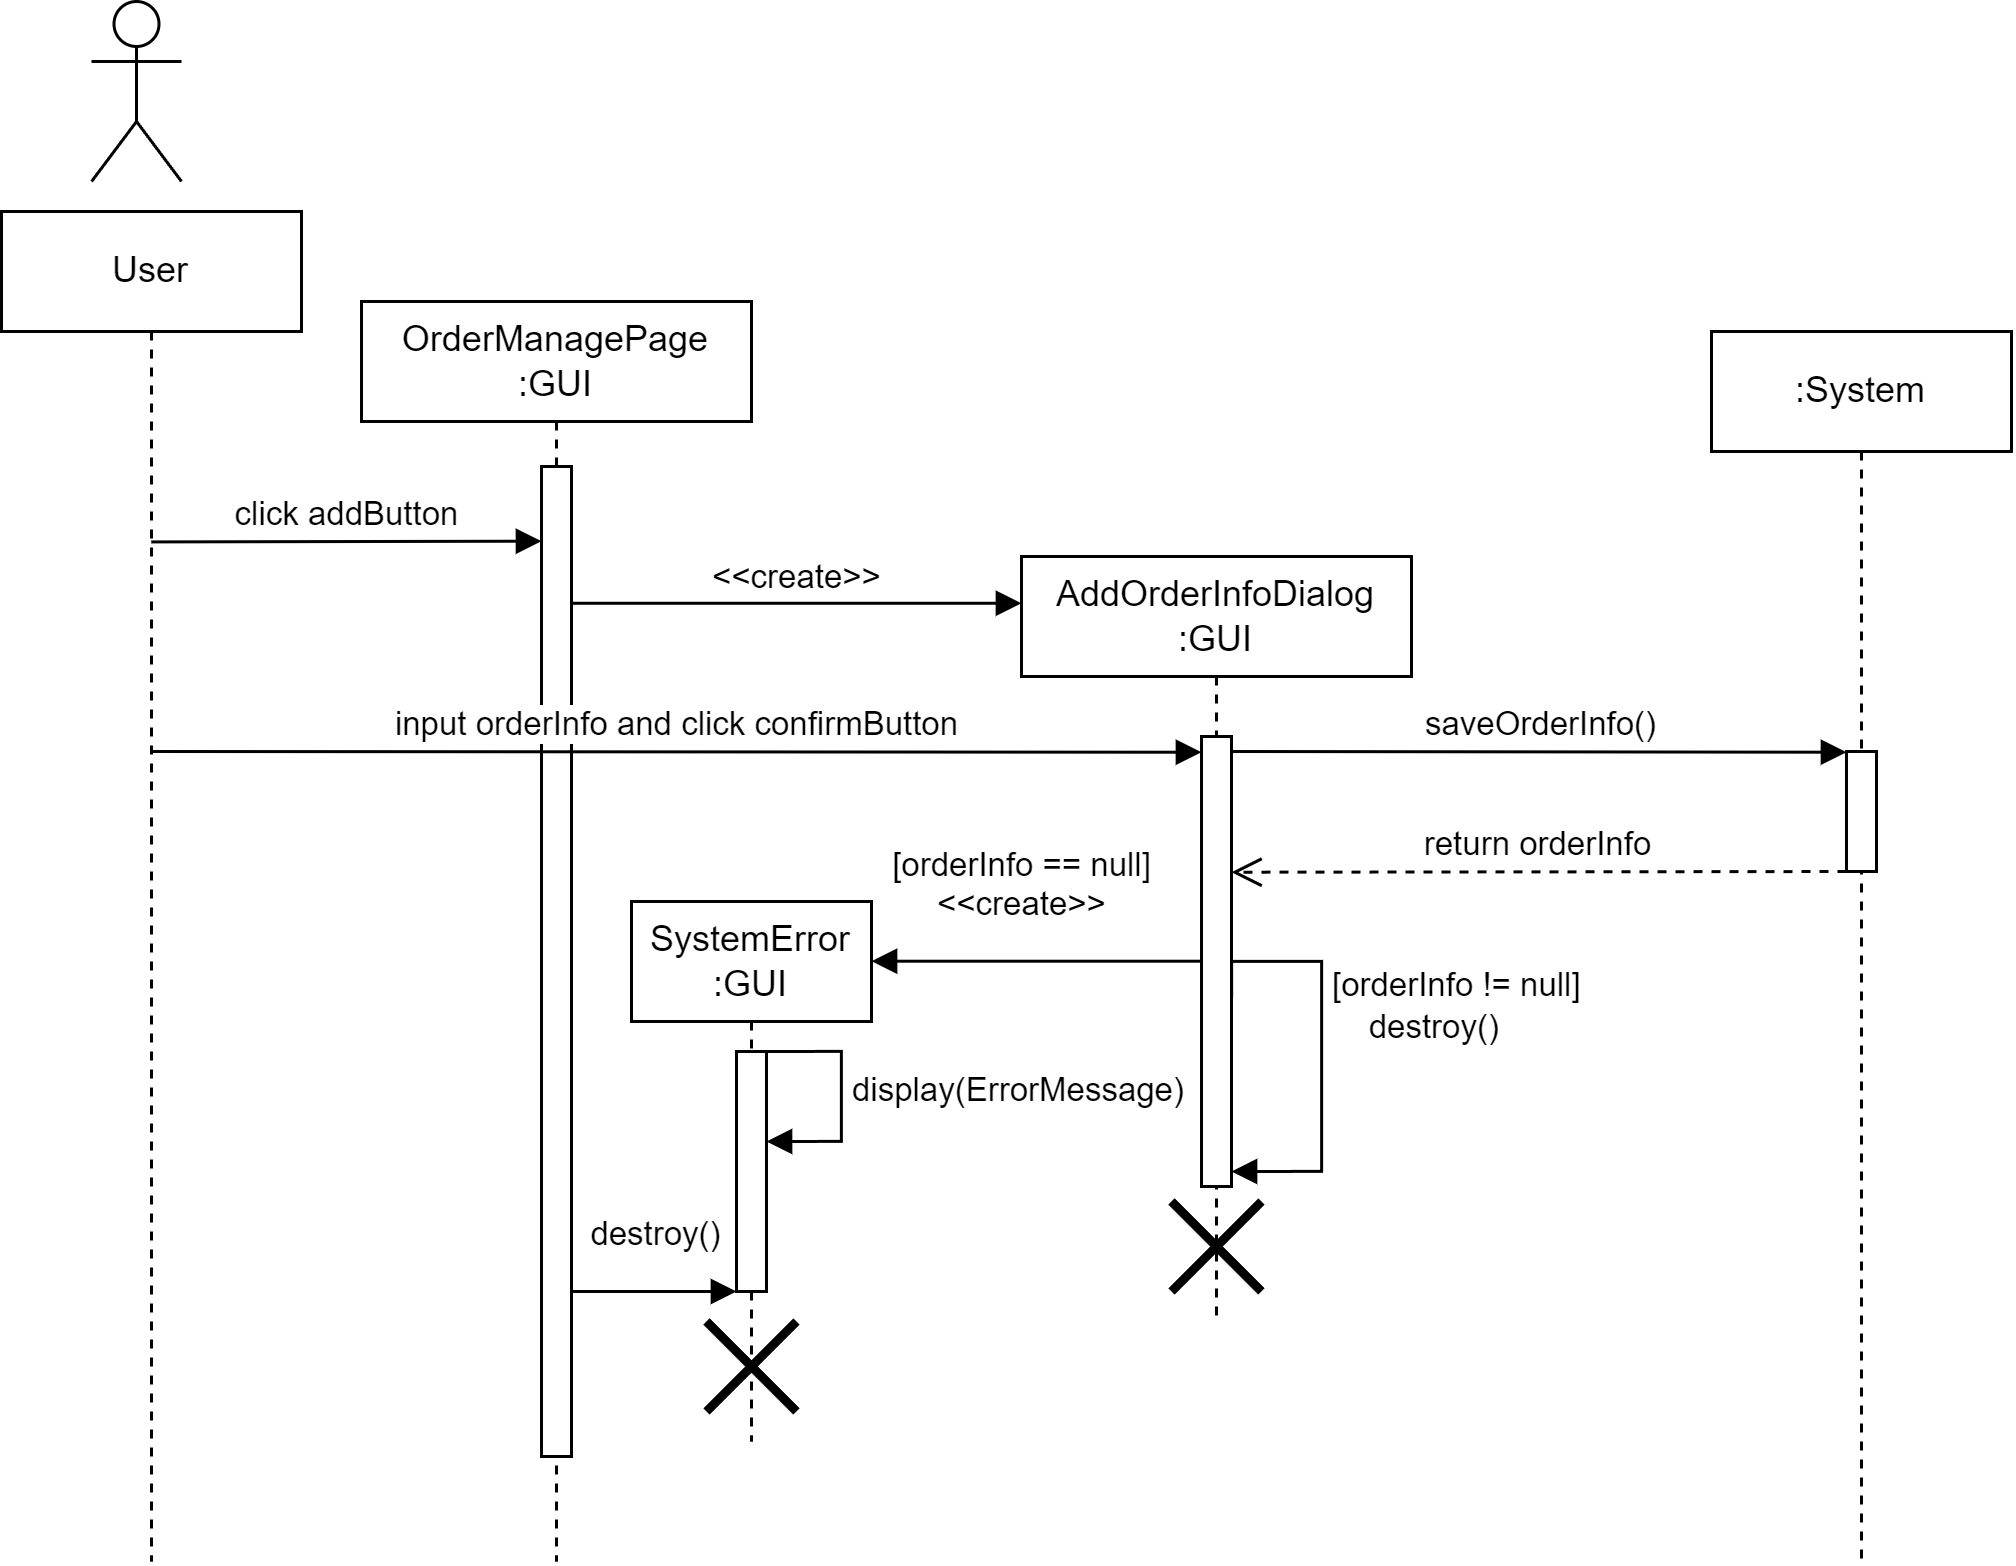 User
OrderManagePage
:GUI
:System
click addButton
<<create>>
AddOrderInfoDialog
:GUI
input orderInfo and click confirmButton
saveOrderInfo()
return orderInfo
[orderInfo == null]
<<create>>
SystemError
:GUI
[orderInfo != null]
destroy()
display(ErrorMessage)
destroy()